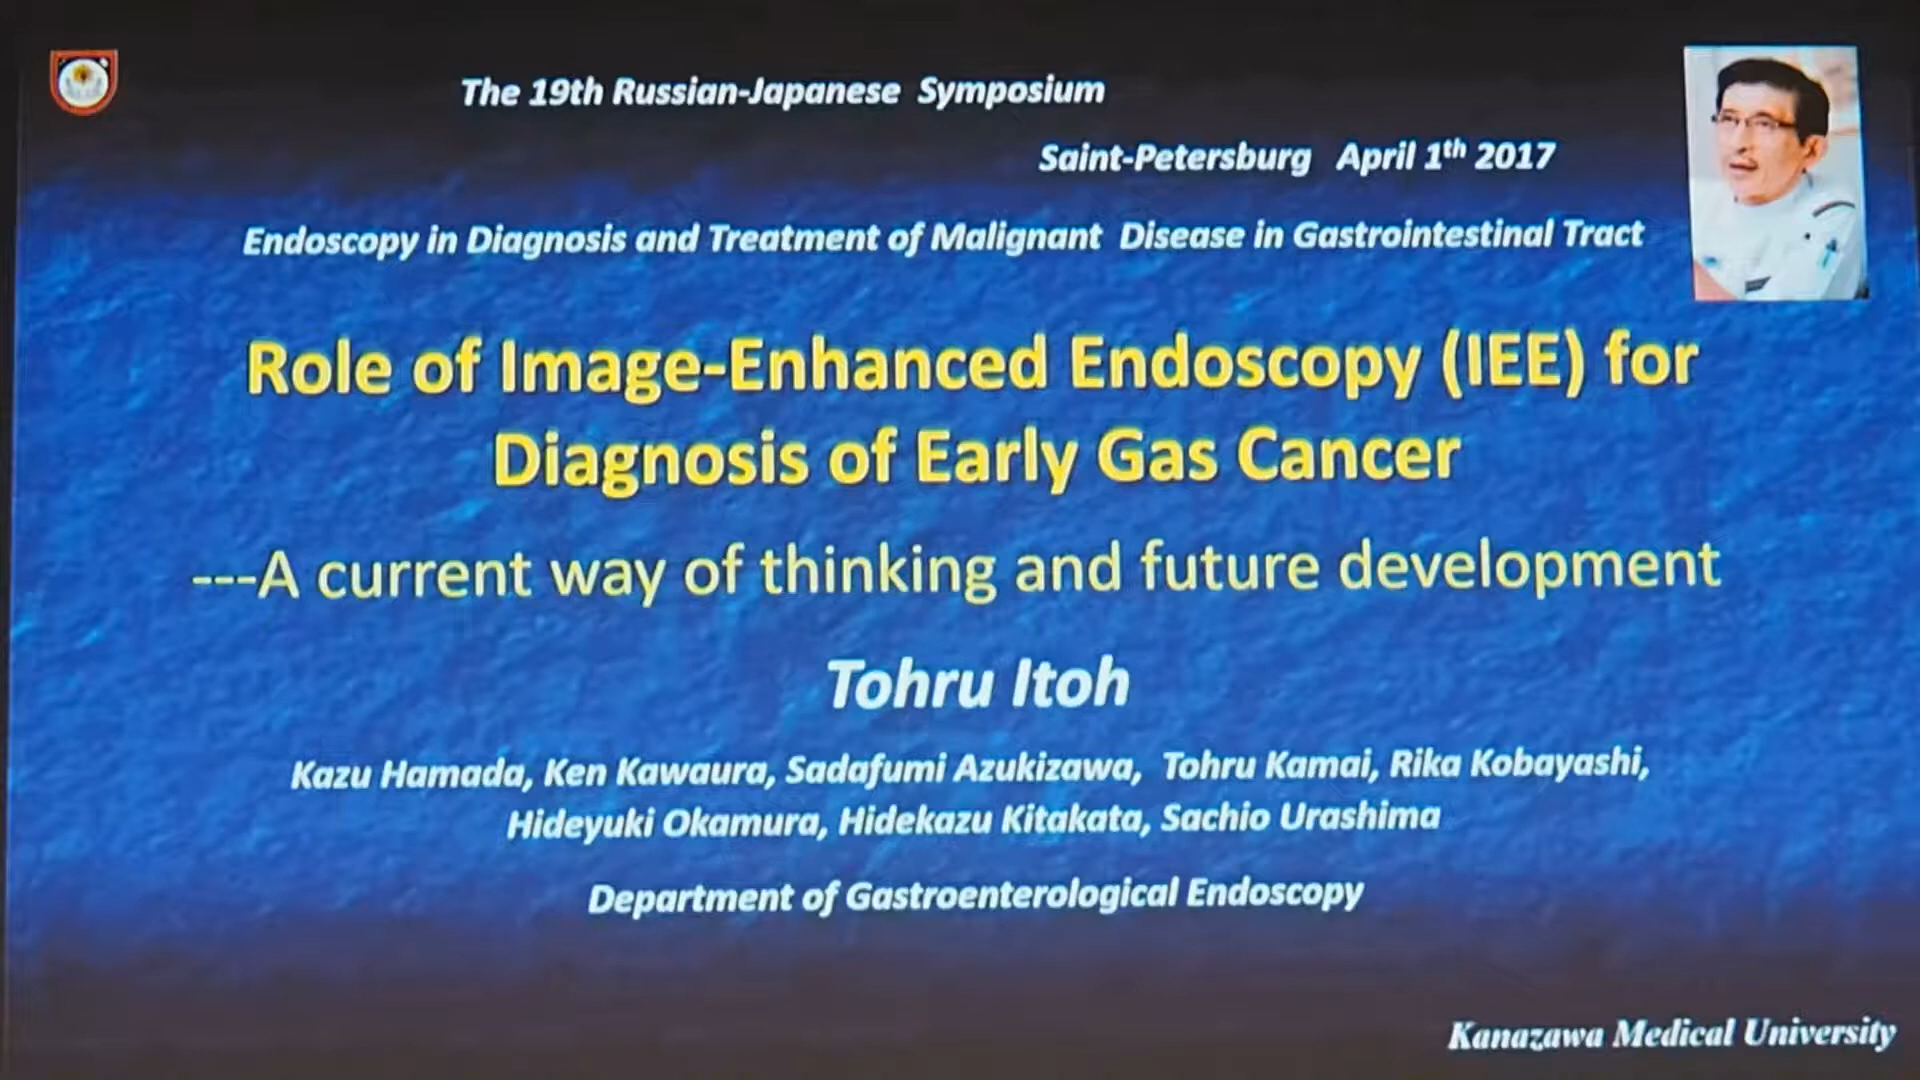 The 19th Russian-Japanese Symposium
Saint-Petersburg April 1th 2017
Endoscopy in Diagnosis and Treatment of Malignant Disease in Gastrointestinal Tract
Role of Image-Enhanced Endoscopy (IEE) for
Diagnosis of Early Gas Cancer
---A current way of thinking and future development
Tohru Itoh
Kazu Hamada, Ken Kawaura, Sadafumi Azukizawa, Tohru Kamai, Rika Kobayashi,
Hideyuki Okamura, Hidekazu Kitakata, Sachio Urashima
Department of Gastroenterological Endoscopy
Kanazawa Medical University